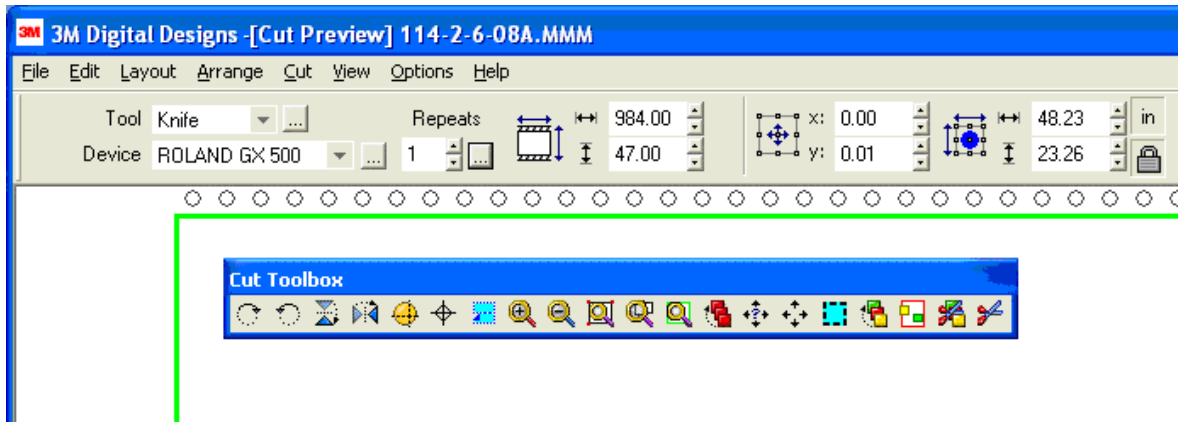 3M 3M Digital Designs -[Cut Preview] 114-2-6-08A.MMM
File Edit Layout Arrange Cut View Options Help
Tool Knife ... Repeats 984.00 x: 0.00 48.23 in
Device ROLAND GX 500 ... 1 ... 47.00 y: 0.01 23.26
Cut Toolbox